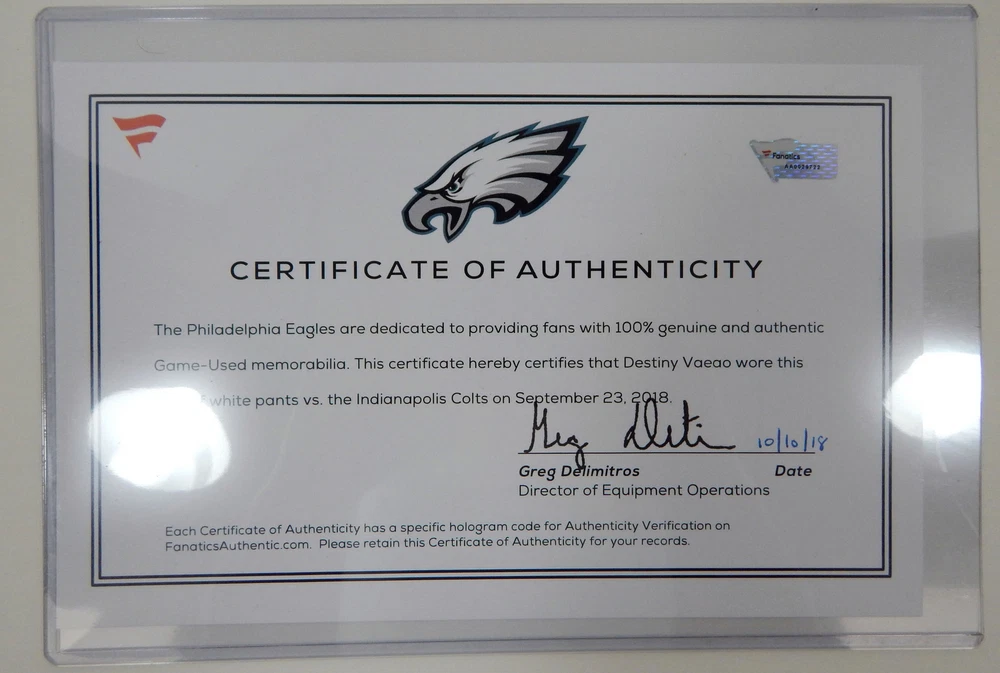 Fanatics
CERTIFICATE OF AUTHENTICITY
The Philadelphia Eagles are dedicated to providing fans with 100% genuine and authentic
Game-Used memorabilia. This certificate hereby certifies that Destiny Vaeao wore this
white pants vs. the Indianapolis Colts on September 23, 2018.
10/10/18
Greg Delimitros Date
Director of Equipment Operations
Each Certificate of Authenticity has a specific hologram code for Authenticity Verification on
FanaticsAuthentic.com. Please retain this Certificate of Authenticity for your records.